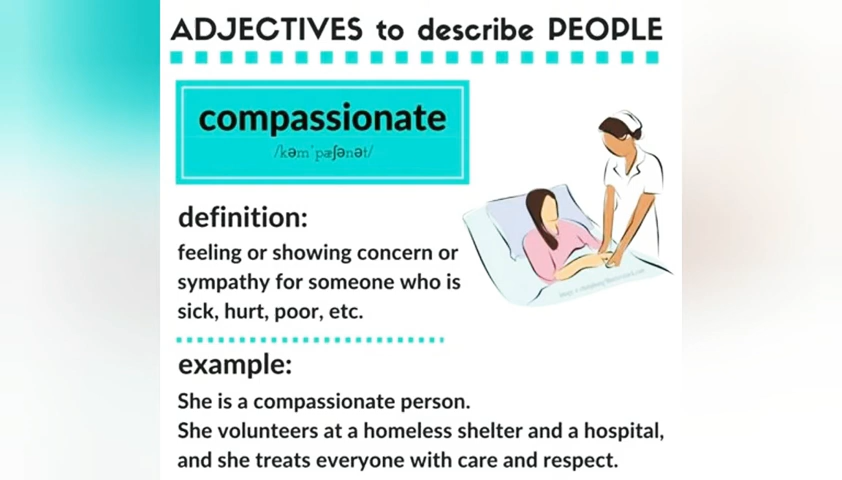 ADJECTIVES to describe PEOPLE
compassionate
/kəmˈpæʃənət/
definition:
feeling or showing concern or
sympathy for someone who is
sick, hurt, poor, etc.
example:
She is a compassionate person.
She volunteers at a homeless shelter and a hospital,
and she treats everyone with care and respect.